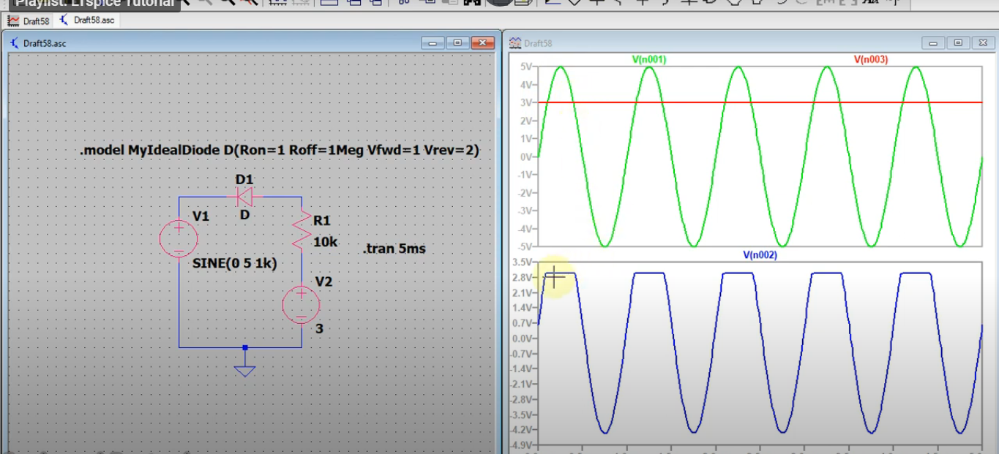 Playlist: LTspice Tutorial
Draft58
Draft58.asc
Draft58.asc
.model MyIdealDiode D(Ron=1 Roff=1Meg Vfwd=1 Vrev=2)
D1
D
V1
SINE(0 5 1k)
R1
10k
.tran 5ms
V2
3
Draft58
V(n001)
V(n003)
5V
4V
3V
2V
1V
0V
-1V
-2V
-3V
-4V
-5V
V(n002)
3.5V
2.8V
2.1V
1.4V
0.7V
0.0V
-0.7V
-1.4V
-2.1V
-2.8V
-3.5V
-4.2V
-4.9V